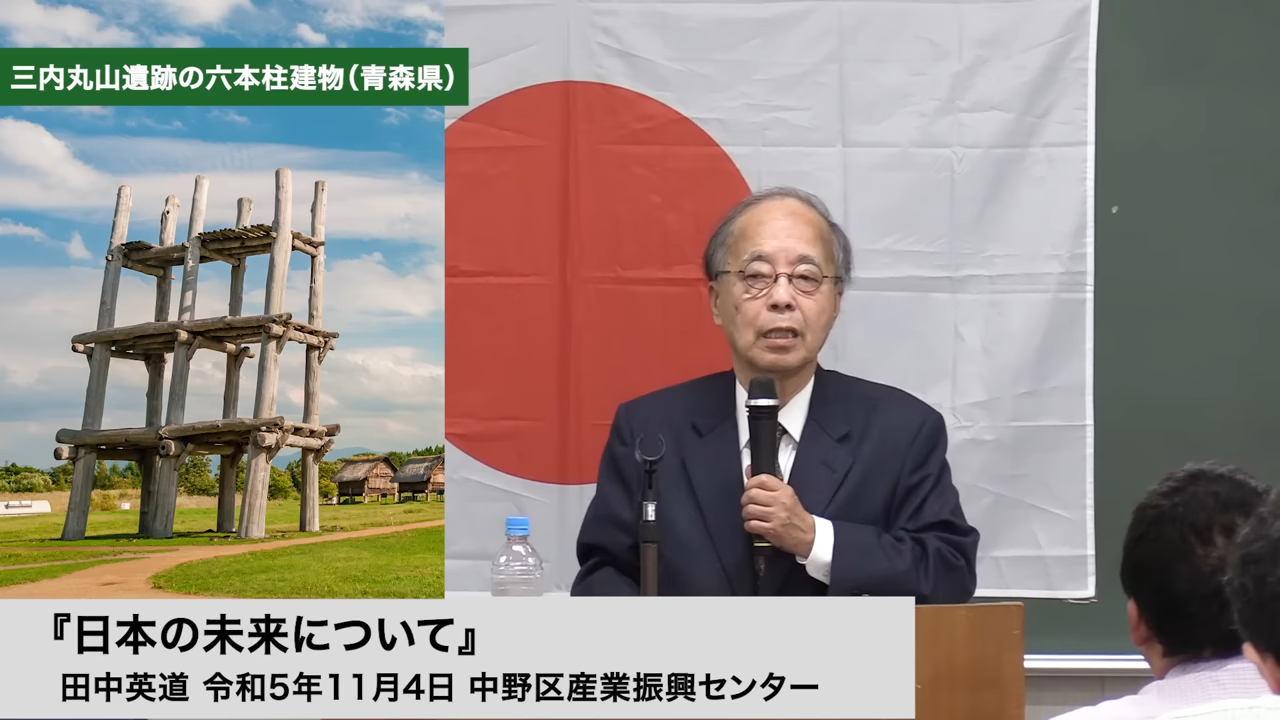 三内丸山遺跡の六本柱建物（青森県）
『日本の未来について』
田中英道 令和5年11月4日 中野区産業振興センター